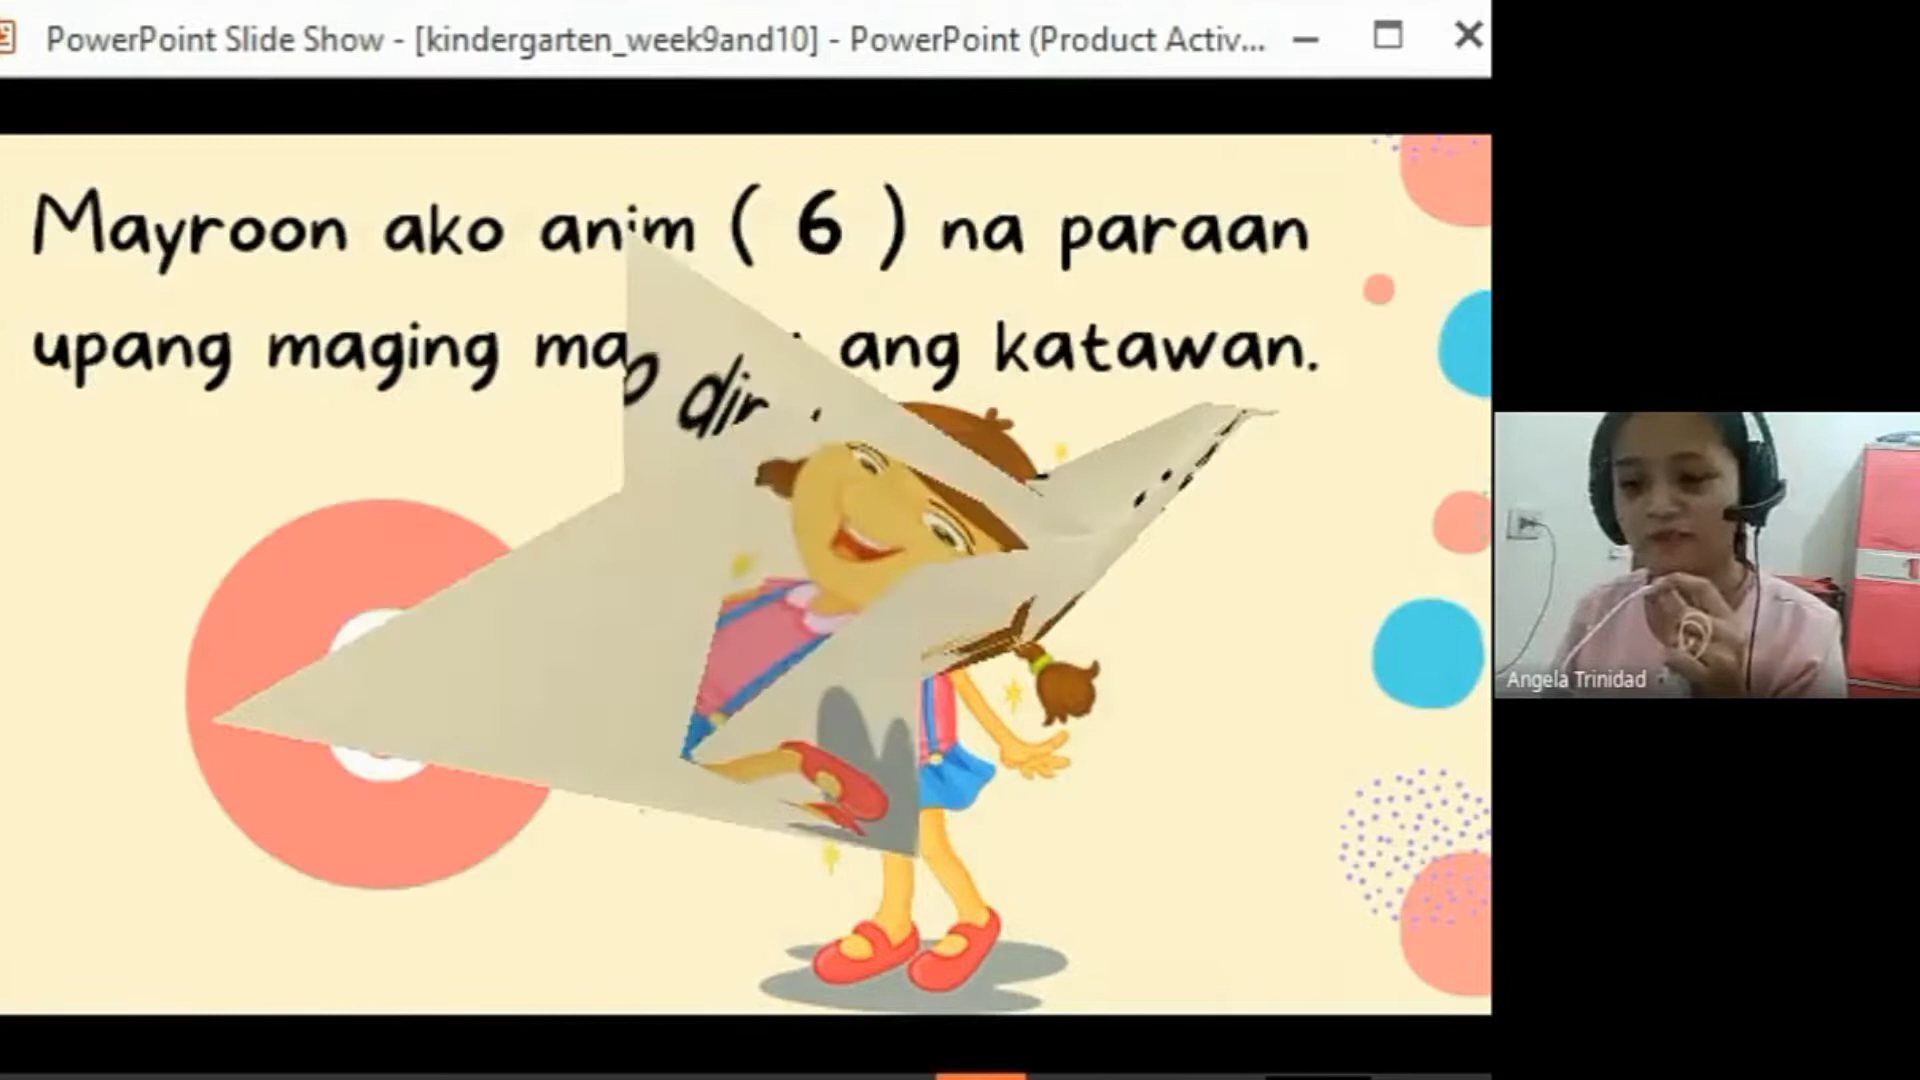 PowerPoint Slide Show - [kindergarten_week9and10] - PowerPoint (Product Activ...
Mayroon ako anim ( 6 ) na paraan
upang maging ang katawan.
Angela Trinidad